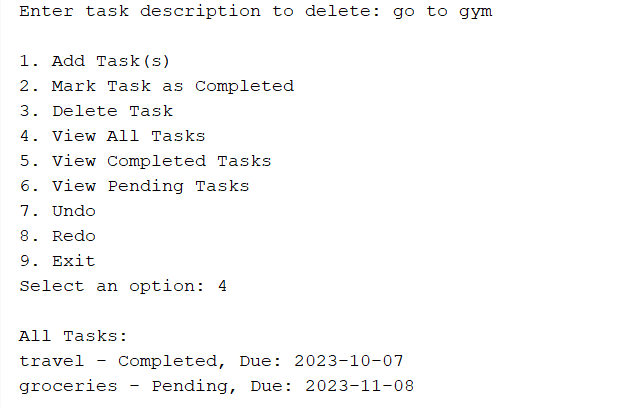 Enter task description to delete: go to gym
1. Add Task(s)
2. Mark Task as Completed
3. Delete Task
4. View All Tasks
5. View Completed Tasks
6. View Pending Tasks
7. Undo
8. Redo
9. Exit
Select an option: 4
All Tasks:
travel - Completed, Due: 2023-10-07
groceries - Pending, Due: 2023-11-08